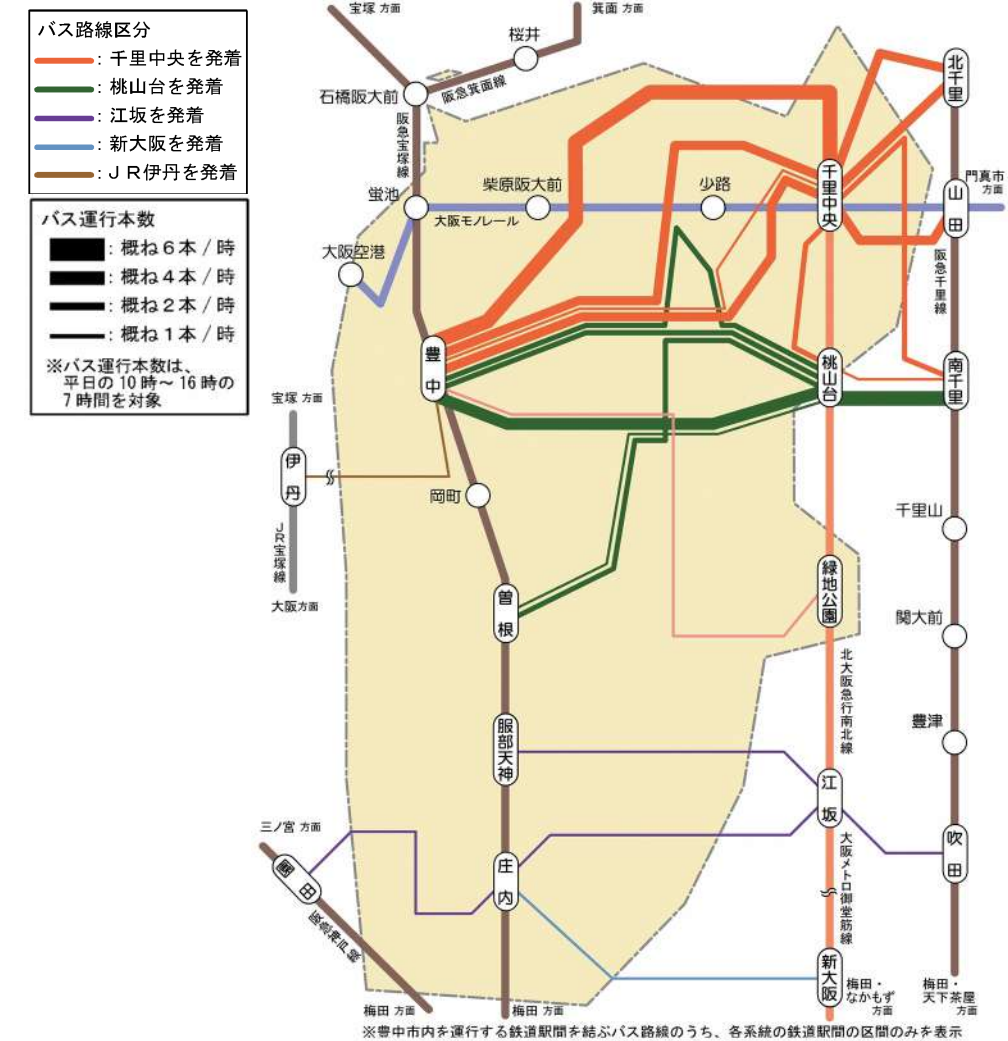 バス路線区分
：千里中央を発着
：桃山台を発着
：江坂を発着
：新大阪を発着
：ＪＲ伊丹を発着
バス運行本数
：概ね６本／時
：概ね４本／時
：概ね２本／時
：概ね１本／時
※バス運行本数は、
平日の１０時～１６時の
７時間を対象
宝塚 方面
箕面 方面
桜井
石橋阪大前
阪急箕面線
阪急宝塚線
北千里
千里中央
門真市
方面
山田
蛍池
柴原阪大前
少路
大阪モノレール
大阪空港
阪急千里線
豊中
桃山台
南千里
宝塚 方面
伊丹
JR宝塚線
大阪方面
岡町
千里山
曽根
緑地公園
関大前
北大阪急行南北線
豊津
服部天神
江坂
三ノ宮 方面
田
阪急神戸線
庄内
大阪メトロ御堂筋線
吹田
新大阪
梅田・
なかもず
方面
梅田・
天下茶屋
方面
梅田 方面
梅田 方面
※豊中市内を運行する鉄道駅間を結ぶバス路線のうち、各系統の鉄道駅間の区間のみを表示